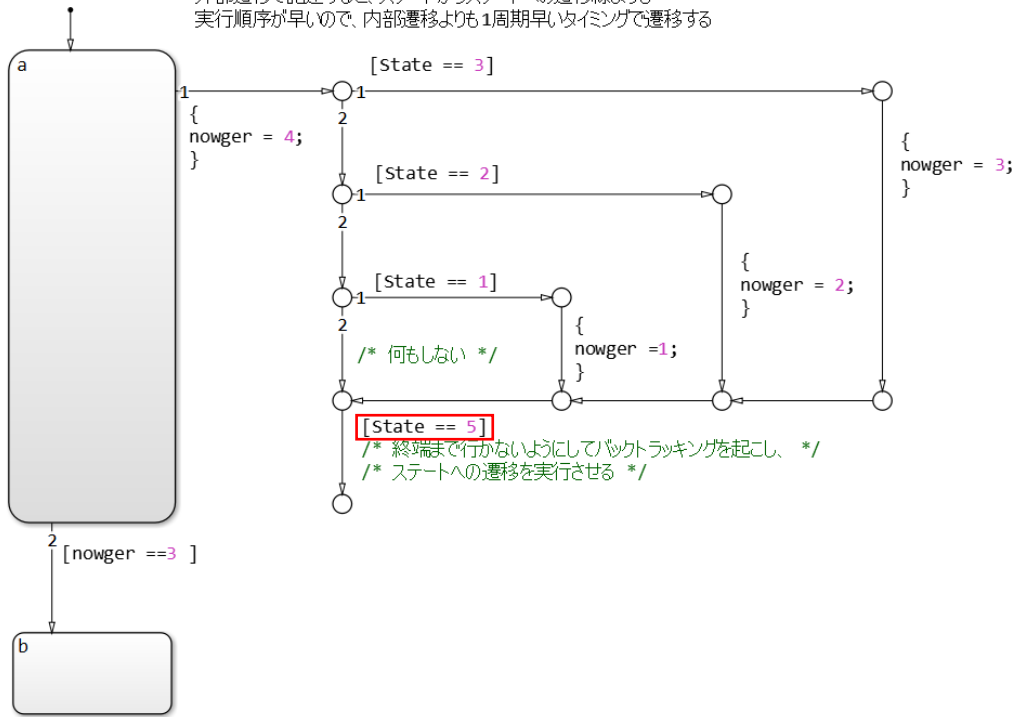 実行順序が早いので、内部遷移よりも1周期早いタイミングで遷移する
a
[State == 3]
1
1
{
nowger = 4;
}
2
{
nowger = 3;
}
[State == 2]
1
2
{
nowger = 2;
}
[State == 1]
1
2
{
nowger =1;
}
/* 何もしない */
[State == 5]
/* 終端まで行かないようにしてバックトラッキングを起こし、 */
/* ステートへの遷移を実行させる */
2
[nowger ==3 ]
b